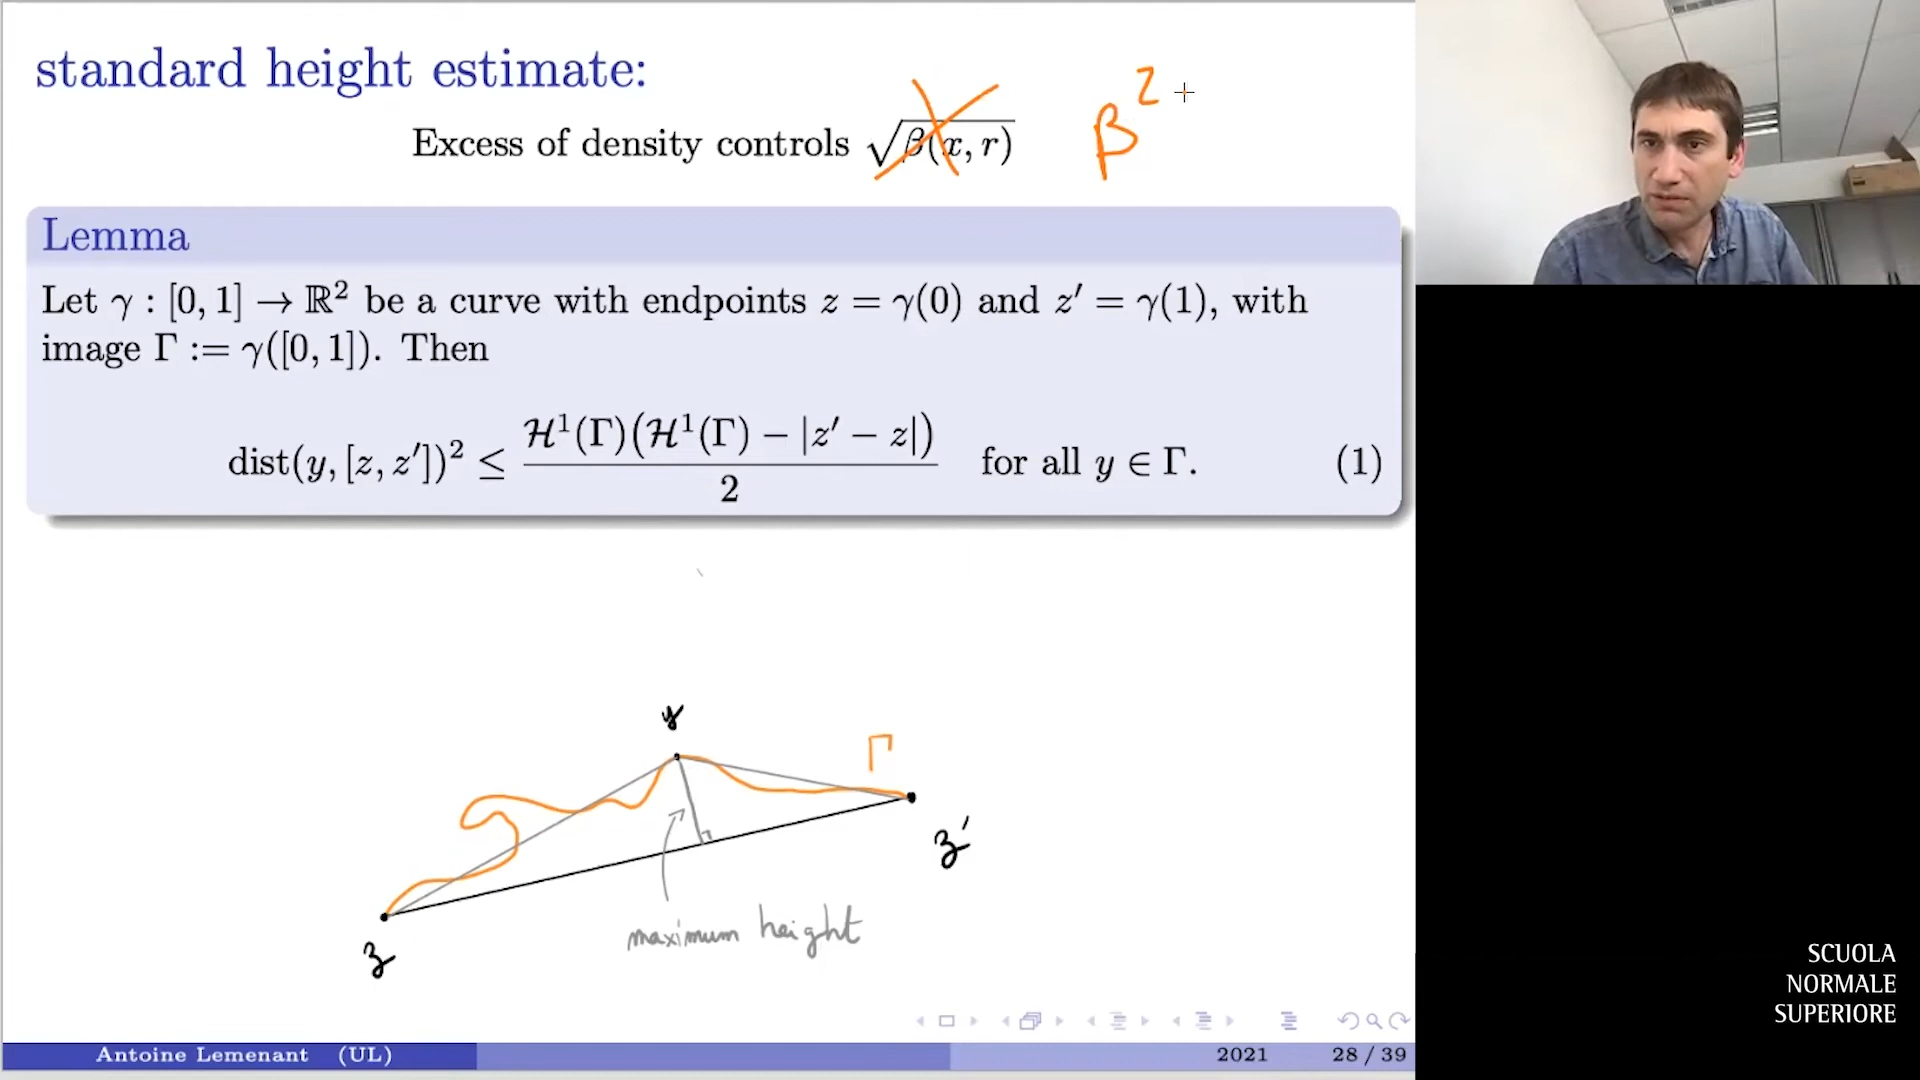 standard height estimate:
Excess of density controls √β(x, r) β²
Lemma
Let γ : [0, 1] → ℝ² be a curve with endpoints z = γ(0) and z′ = γ(1), with
image Γ := γ([0, 1]). Then
dist(y, [z, z′])² ≤ 𝓗¹(Γ)(𝓗¹(Γ) − |z′ − z|) / 2 for all y ∈ Γ. (1)
y
Γ
z′
maximum height
z
SCUOLA
NORMALE
SUPERIORE
Antoine Lemenant (UL) 2021 28 / 39